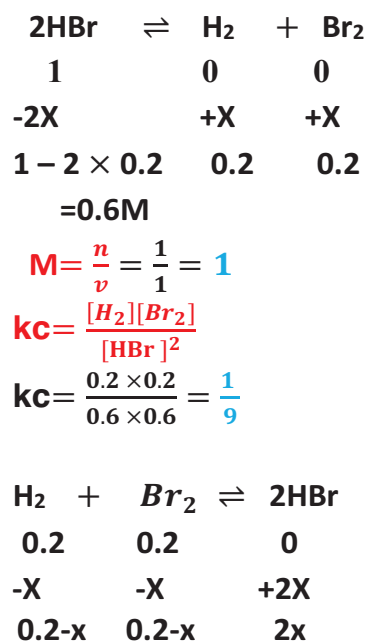 2HBr ⇌ H₂ + Br₂
1 0 0
-2X +X +X
1 − 2 × 0.2 0.2 0.2
=0.6M
M= n/v = 1/1 = 1
kc= [H₂][Br₂]/[HBr ]²
kc= 0.2 ×0.2/0.6 ×0.6 = 1/9
H₂ + Br₂ ⇌ 2HBr
0.2 0.2 0
-X -X +2X
0.2-x 0.2-x 2x